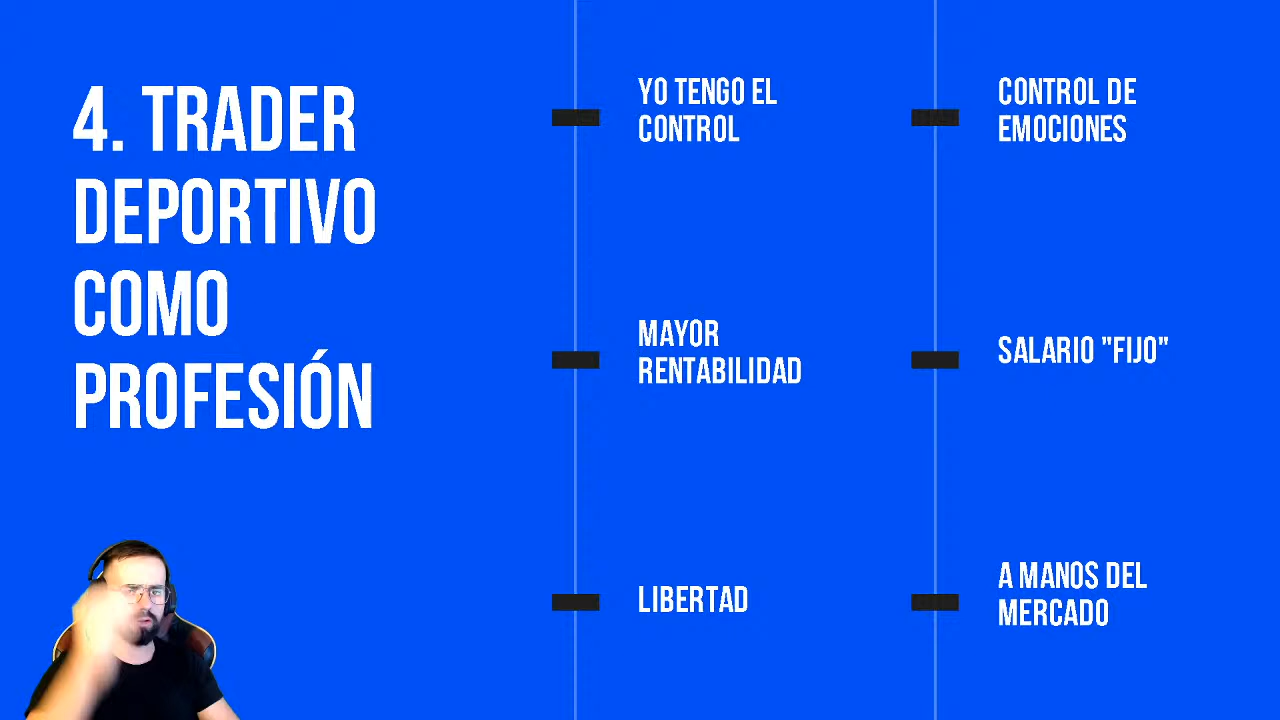 4. TRADER
DEPORTIVO
COMO
PROFESIÓN
YO TENGO EL
CONTROL
MAYOR
RENTABILIDAD
LIBERTAD
CONTROL DE
EMOCIONES
SALARIO "FIJO"
A MANOS DEL
MERCADO